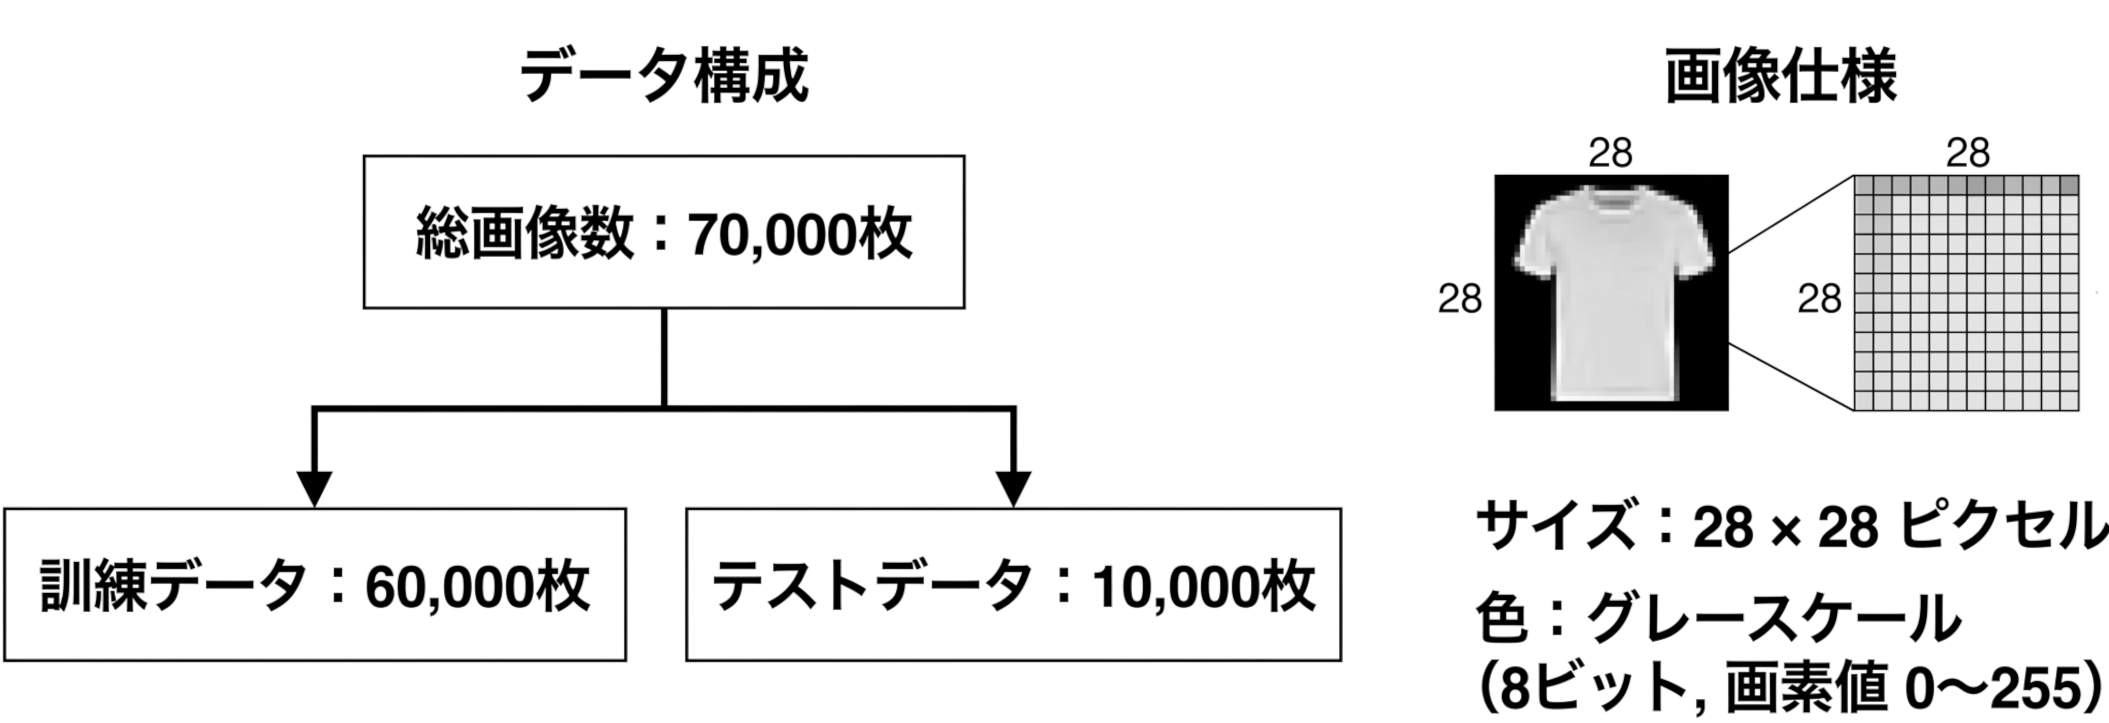 データ構成
総画像数：70,000枚
訓練データ：60,000枚
テストデータ：10,000枚
画像仕様
28
28
28
28
サイズ：28 × 28 ピクセル
色：グレースケール
（8ビット, 画素値 0〜255）